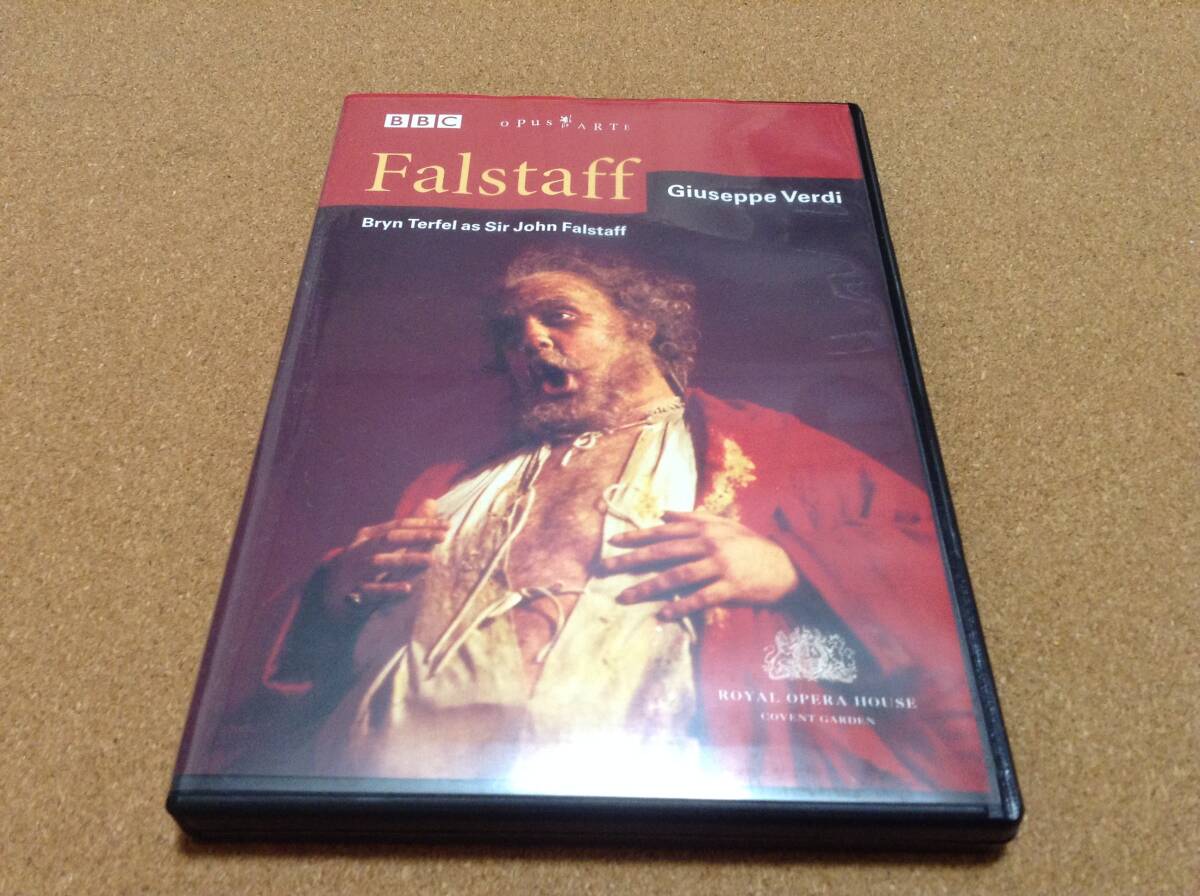 BBC OPUS ARTE
Falstaff
Giuseppe Verdi
Bryn Terfel as Sir John Falstaff
ROYAL OPERA HOUSE
COVENT GARDEN